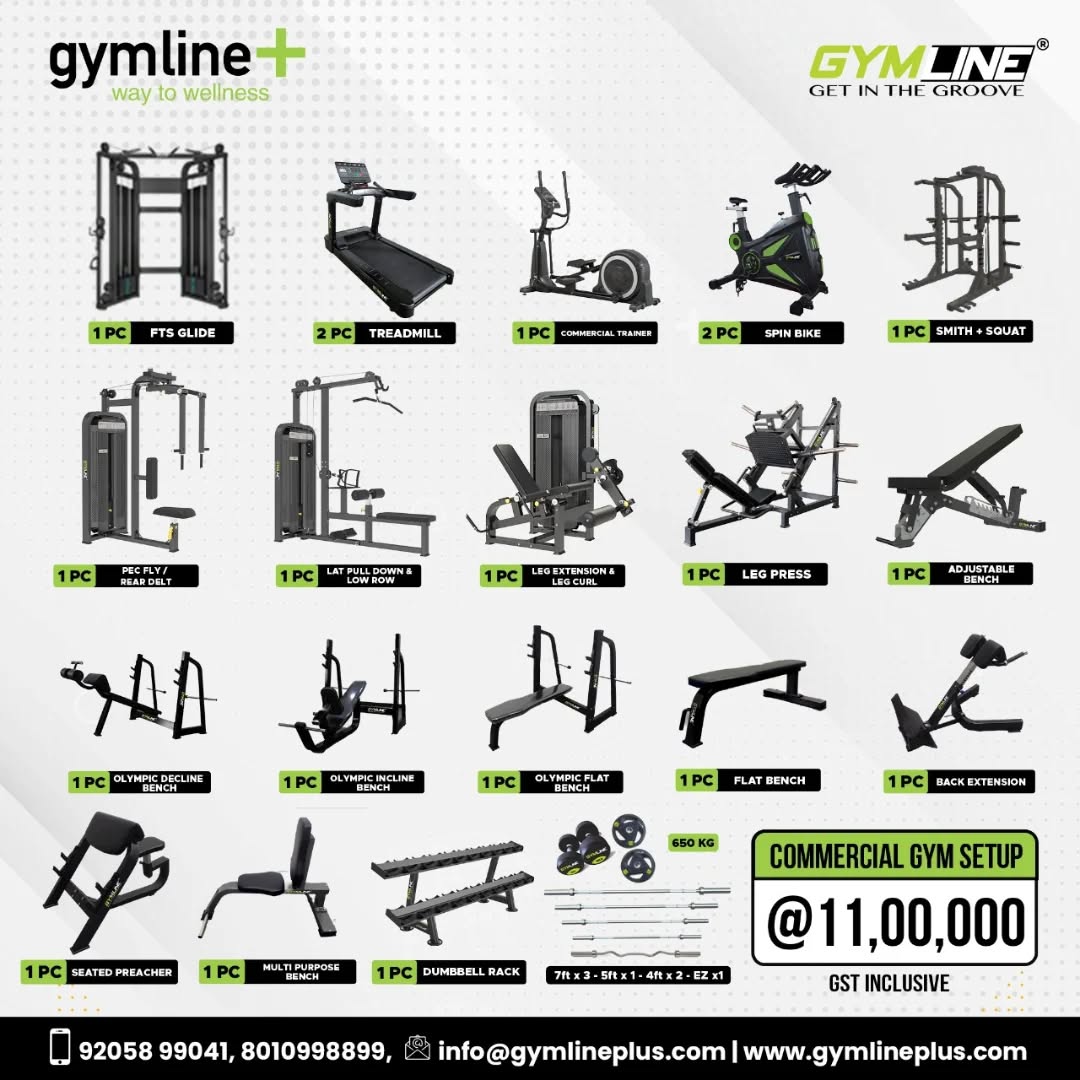 gymline+
way to wellness
GYMLINE®
GET IN THE GROOVE
1 PC FTS GLIDE
2 PC TREADMILL
1 PC COMMERCIAL TRAINER
2 PC SPIN BIKE
1 PC SMITH + SQUAT
1 PC PEC FLY /
REAR DELT
1 PC LAT PULL DOWN &
LOW ROW
1 PC LEG EXTENSION &
LEG CURL
1 PC LEG PRESS
1 PC ADJUSTABLE
BENCH
1 PC OLYMPIC DECLINE
BENCH
1 PC OLYMPIC INCLINE
BENCH
1 PC OLYMPIC FLAT
BENCH
1 PC FLAT BENCH
1 PC BACK EXTENSION
1 PC SEATED PREACHER
1 PC MULTI PURPOSE
BENCH
1 PC DUMBBELL RACK
650 KG
7ft x 3 - 5ft x 1 - 4ft x 2 - EZ x1
COMMERCIAL GYM SETUP
@11,00,000
GST INCLUSIVE
92058 99041, 8010998899, info@gymlineplus.com | www.gymlineplus.com